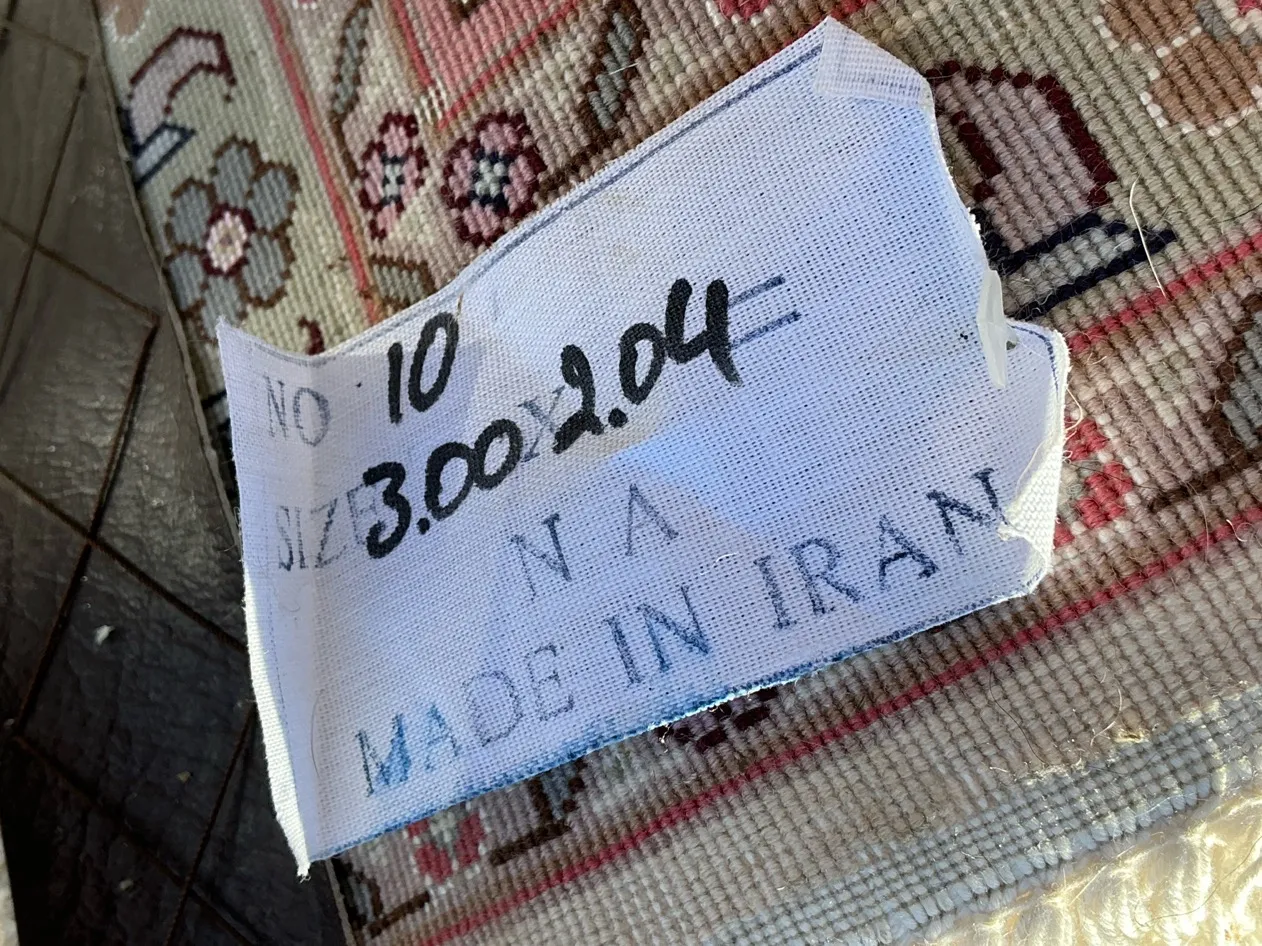 NO 10
SIZE 3.00X2.04=
N A
MADE IN IRAN